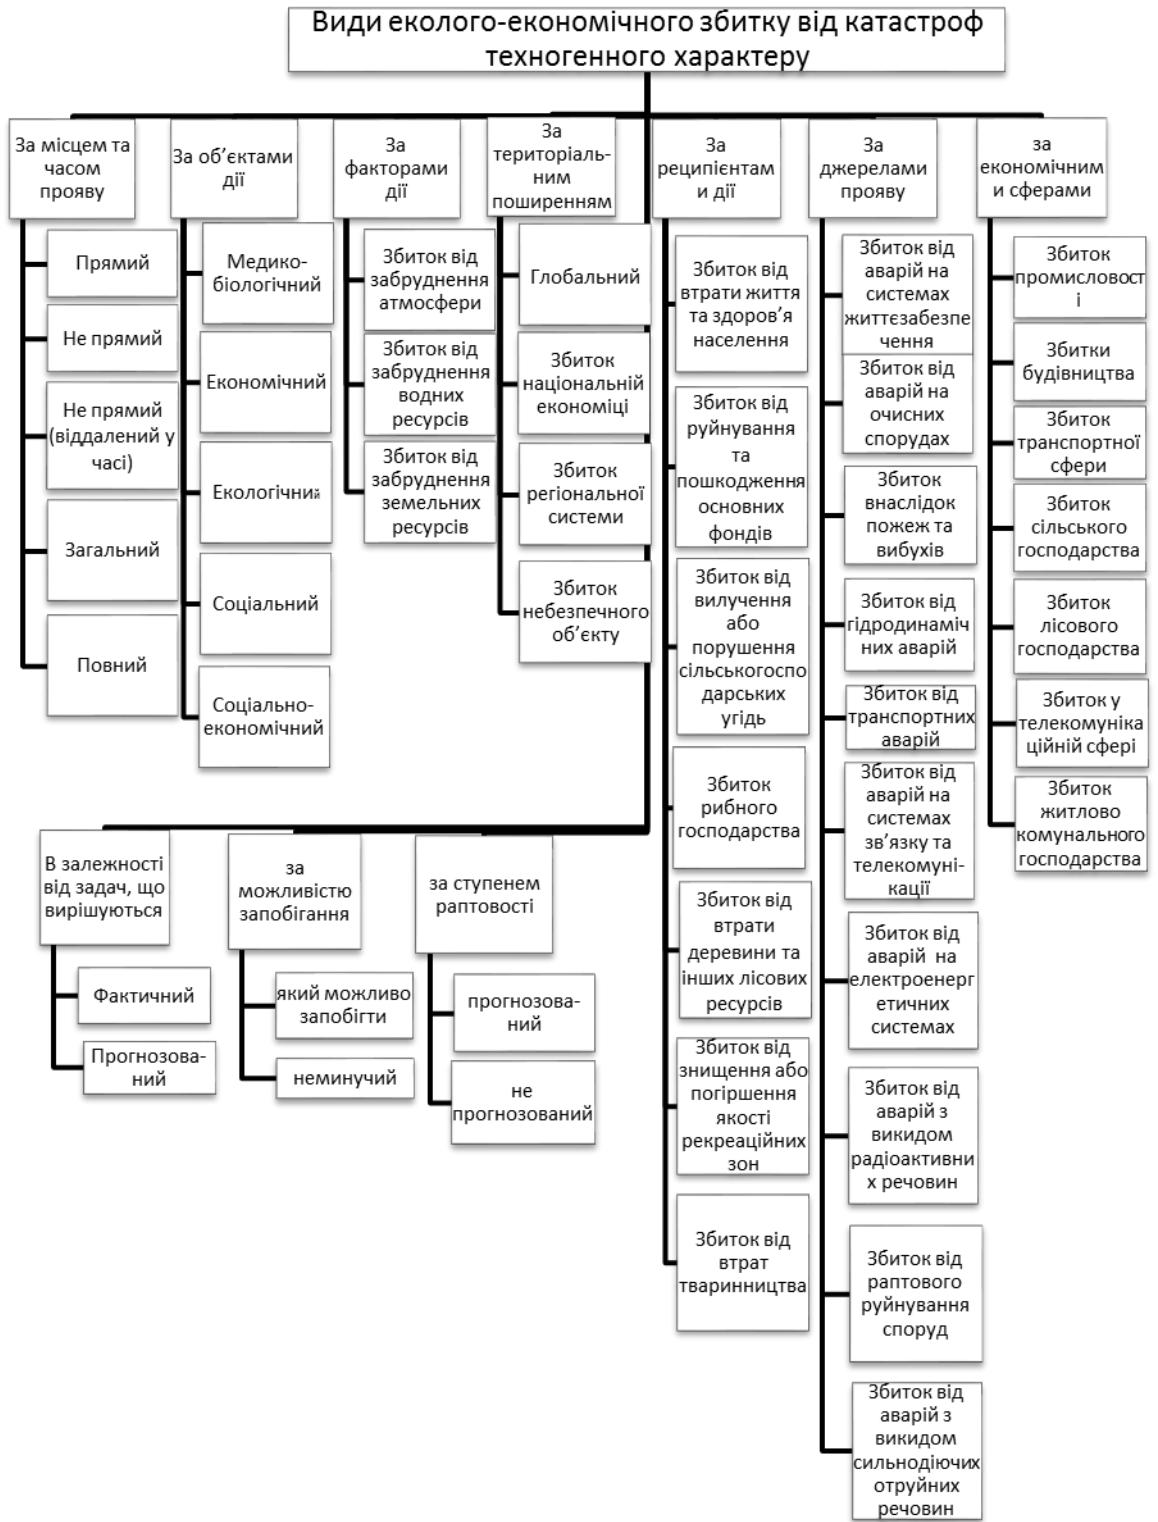 Види еколого-економічного збитку від катастроф
техногенного характеру
За місцем та
часом
прояву
Прямий
Не прямий
Не прямий
(віддалений у
часі)
Загальний
Повний
За об’єктами
дії
Медико-
біологічний
Економічний
Екологічний
Соціальний
Соціально-
економічний
За
факторами
дії
Збиток від
забруднення
атмосфери
Збиток від
забруднення
водних
ресурсів
Збиток від
забруднення
земельних
ресурсів
За
територіаль-
ним
поширенням
Глобальний
Збиток
національній
економіці
Збиток
регіональної
системи
Збиток
небезпечного
об’єкту
За
реципієнтам
и дії
Збиток від
втрати життя
та здоров’я
населення
Збиток від
руйнування
та
пошкодження
основних
фондів
Збиток від
вилучення
або
порушення
сільськогоспо
дарських
угідь
Збиток
рибного
господарства
Збиток від
втрати
деревини та
інших лісових
ресурсів
Збиток від
знищення або
погіршення
якості
рекреаційних
зон
Збиток від
втрат
тваринництва
За
джерелами
прояву
Збиток від
аварій на
системах
життєзабезпе
чення
Збиток від
аварій на
очисних
спорудах
Збиток
внаслідок
пожеж та
вибухів
Збиток від
гідродинаміч
них аварій
Збиток від
транспортних
аварій
Збиток від
аварій на
системах
зв’язку та
телекомуні-
кації
Збиток від
аварій на
електроенерг
етичних
системах
Збиток від
аварій з
викидом
радіоактивни
х речовин
Збиток від
раптового
руйнування
споруд
Збиток від
аварій з
викидом
сильнодіючих
отруйних
речовин
за
економічним
и сферами
Збиток
промисловост
і
Збитки
будівництва
Збиток
транспортної
сфери
Збиток
сільського
господарства
Збиток
лісового
господарства
Збиток у
телекомуніка
ційній сфері
Збиток
житлово
комунального
господарства
В залежності
від задач, що
вирішуються
Фактичний
Прогнозова-
ний
за
можливістю
запобігання
який можливо
запобігти
неминучий
за ступенем
раптовості
прогнозова-
ний
не
прогнозований